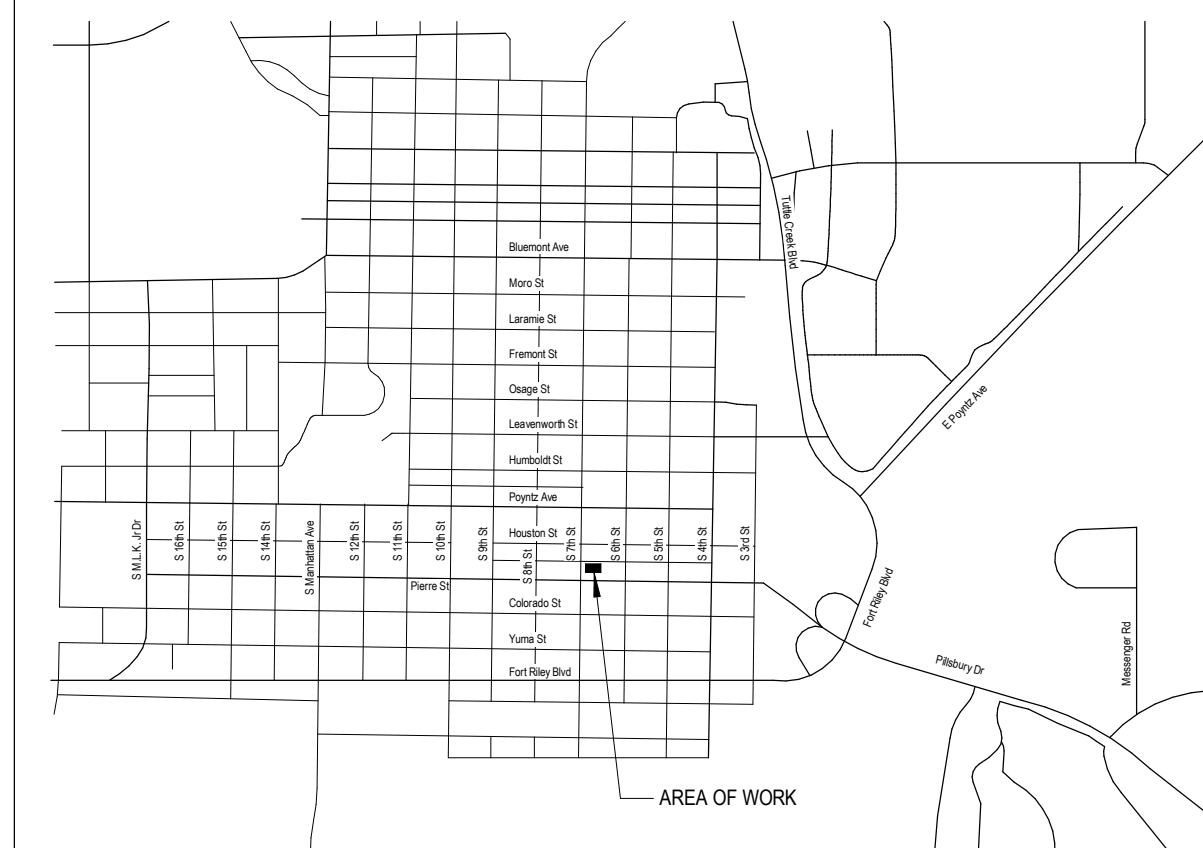 Tuttle Creek Blvd
Bluemont Ave
Moro St
Laramie St
Fremont St
Osage St
Leavenworth St
E Poyntz Ave
Humboldt St
Poyntz Ave
S M.L.K. Jr Dr
S 16th St
S 15th St
S 14th St
S Manhattan Ave
S 12th St
S 11th St
S 10th St
S 9th St
Houston St
S 8th St
S 7th St
S 6th St
S 5th St
S 4th St
S 3rd St
Pierre St
Colorado St
Fort Riley Blvd
Yuma St
Messenger Rd
Pillsbury Dr
Fort Riley Blvd
AREA OF WORK